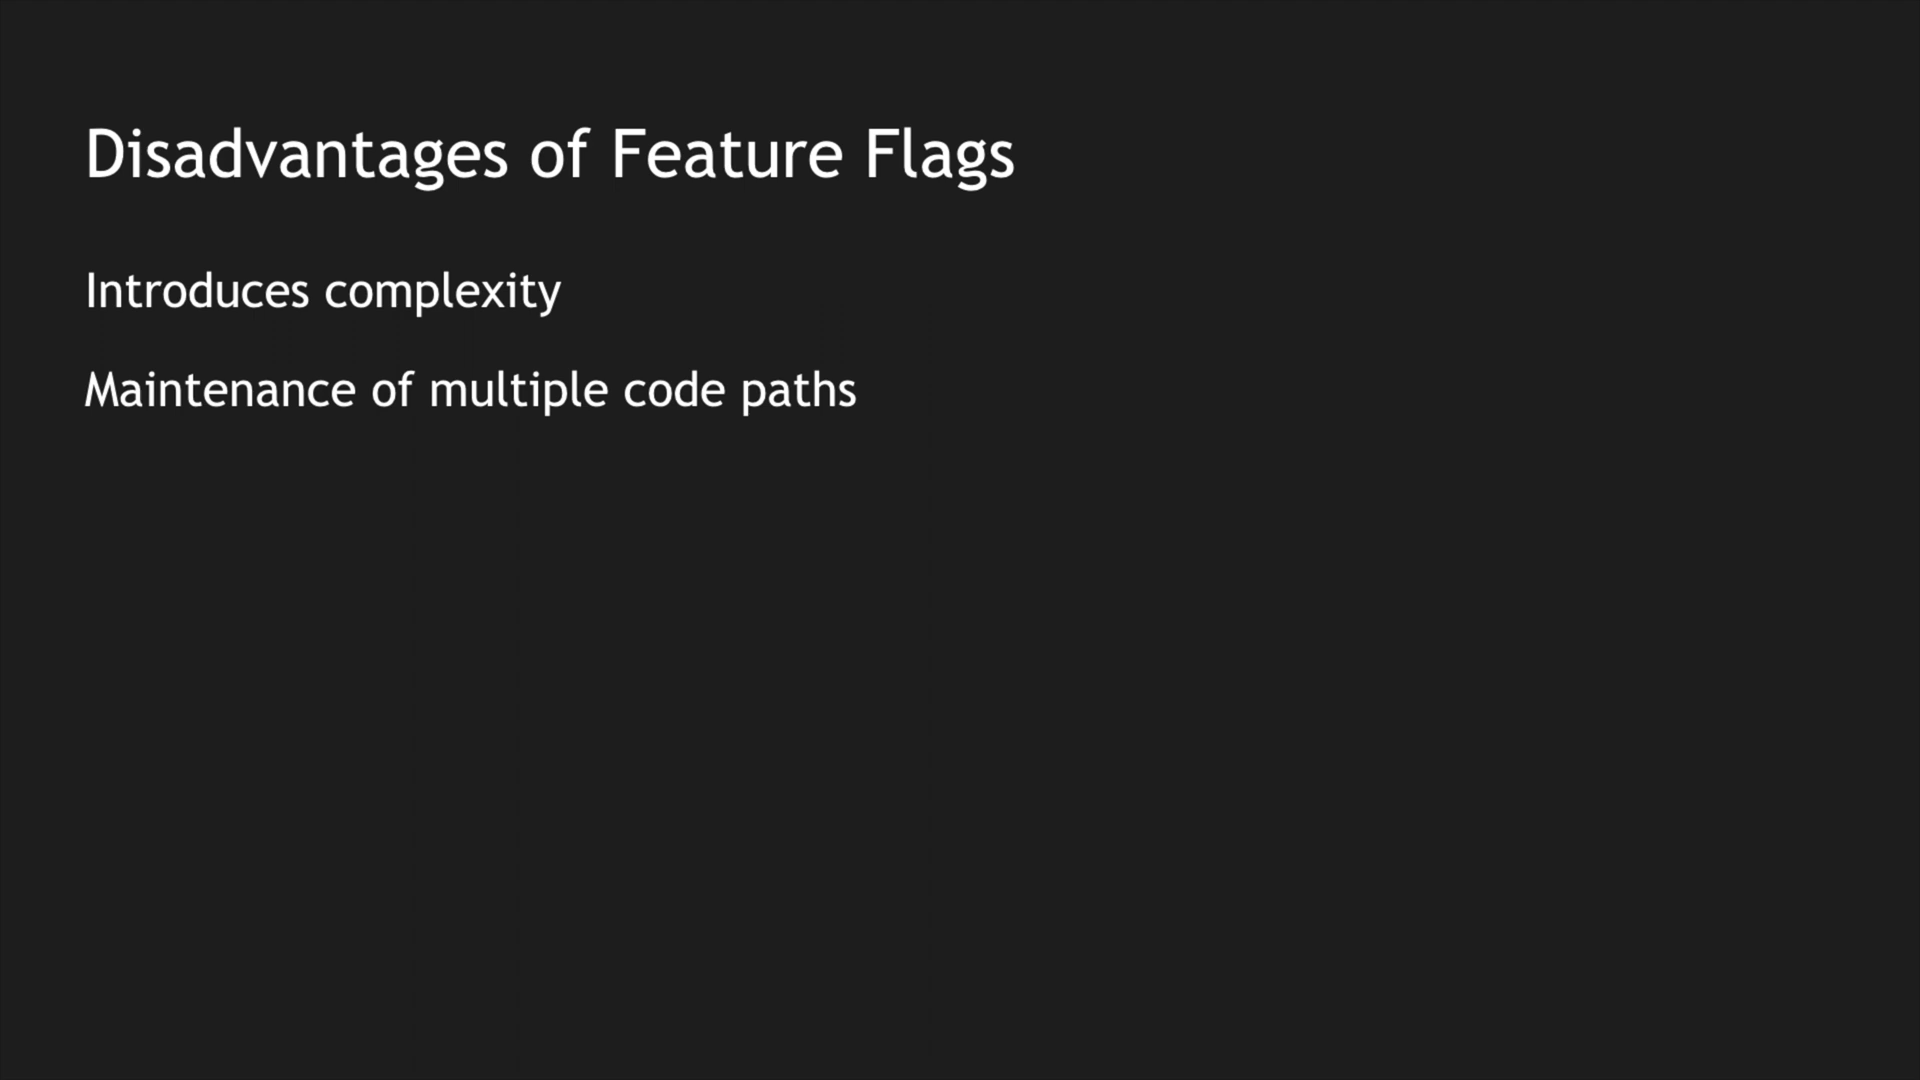 Disadvantages of Feature Flags
Introduces complexity
Maintenance of multiple code paths